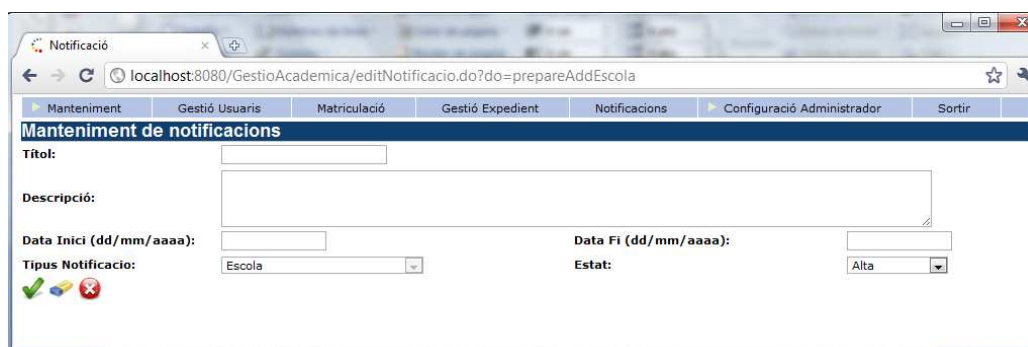 Notificació
localhost:8080/GestioAcademica/editNotificacio.do?do=prepareAddEscola
Manteniment Gestió Usuaris Matriculació Gestió Expedient Notificacions Configuració Administrador Sortir
Manteniment de notificacions
Títol:
Descripció:
Data Inici (dd/mm/aaaa): Data Fi (dd/mm/aaaa):
Tipus Notificacio: Escola Estat: Alta